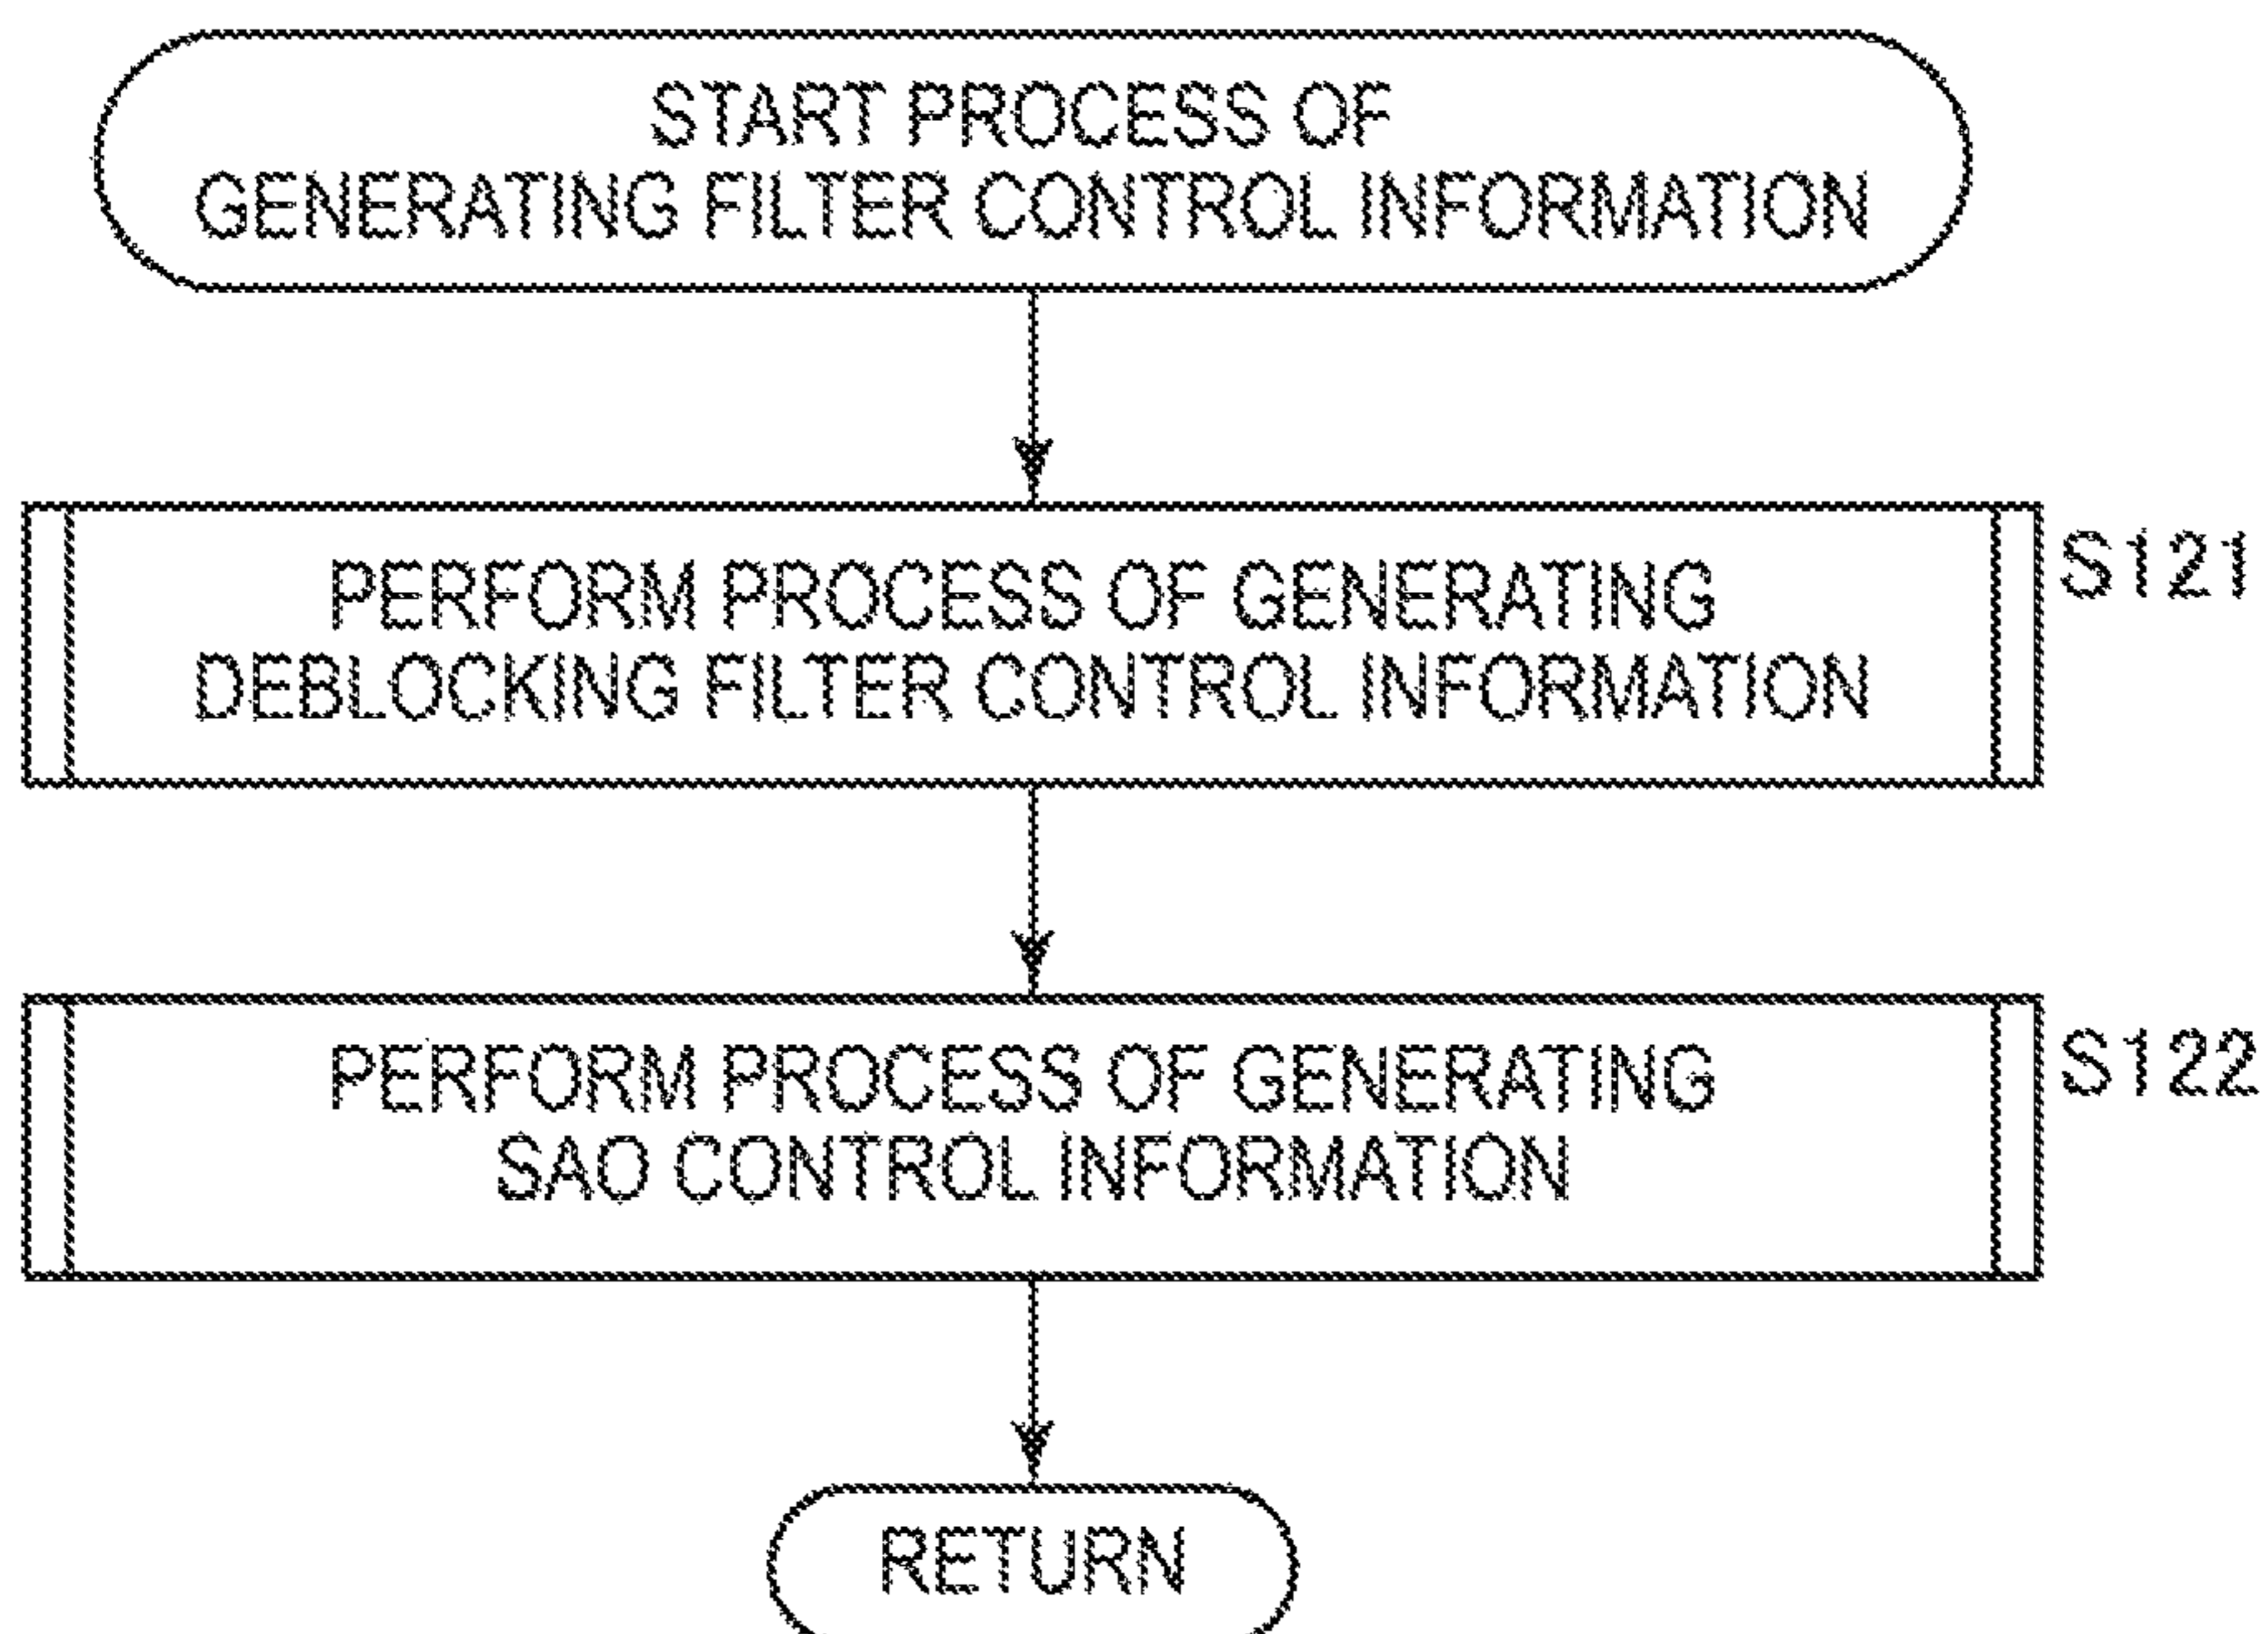 START PROCESS OF
GENERATING FILTER CONTROL INFORMATION
PERFORM PROCESS OF GENERATING
DEBLOCKING FILTER CONTROL INFORMATION
S121
PERFORM PROCESS OF GENERATING
SAO CONTROL INFORMATION
S122
RETURN